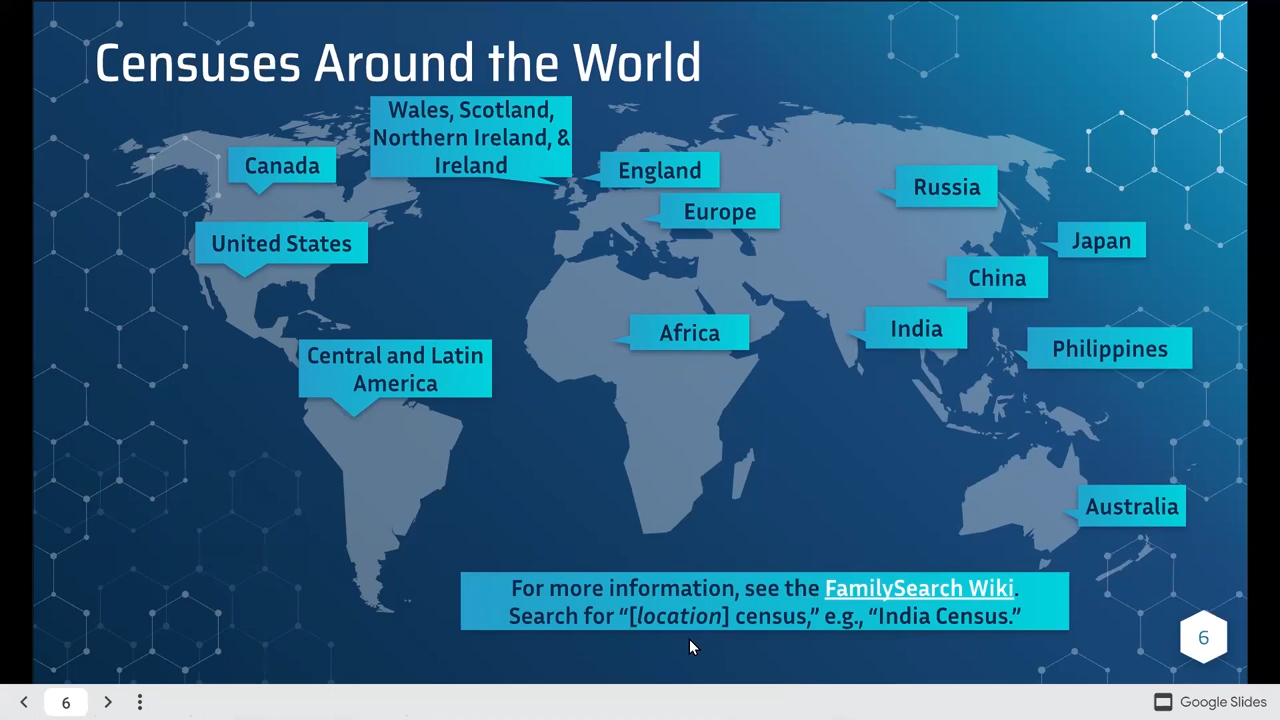 Censuses Around the World
Wales, Scotland,
Northern Ireland, &
Ireland
Canada
England
Russia
Europe
United States
Japan
China
India
Africa
Philippines
Central and Latin
America
Australia
For more information, see the FamilySearch Wiki.
Search for “[location] census,” e.g., “India Census.”
6
6
Google Slides